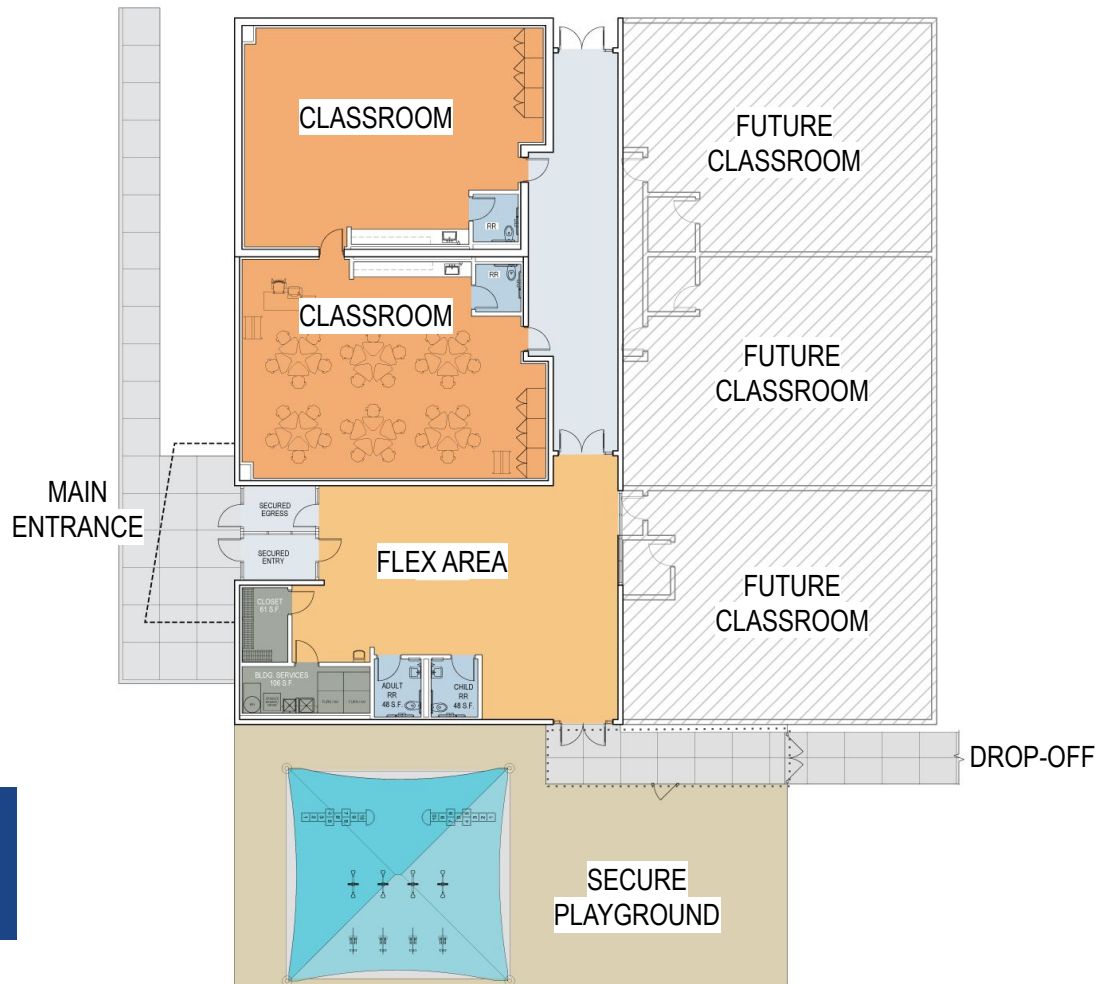 CLASSROOM
FUTURE
CLASSROOM
RR
RR
CLASSROOM
FUTURE
CLASSROOM
MAIN
ENTRANCE
SECURED
EGRESS
SECURED
ENTRY
FLEX AREA
FUTURE
CLASSROOM
CLOSET
61 S.F.
BLDG. SERVICES
106 S.F.
ADULT
RR
48 S.F.
CHILD
RR
48 S.F.
DROP-OFF
SECURE
PLAYGROUND